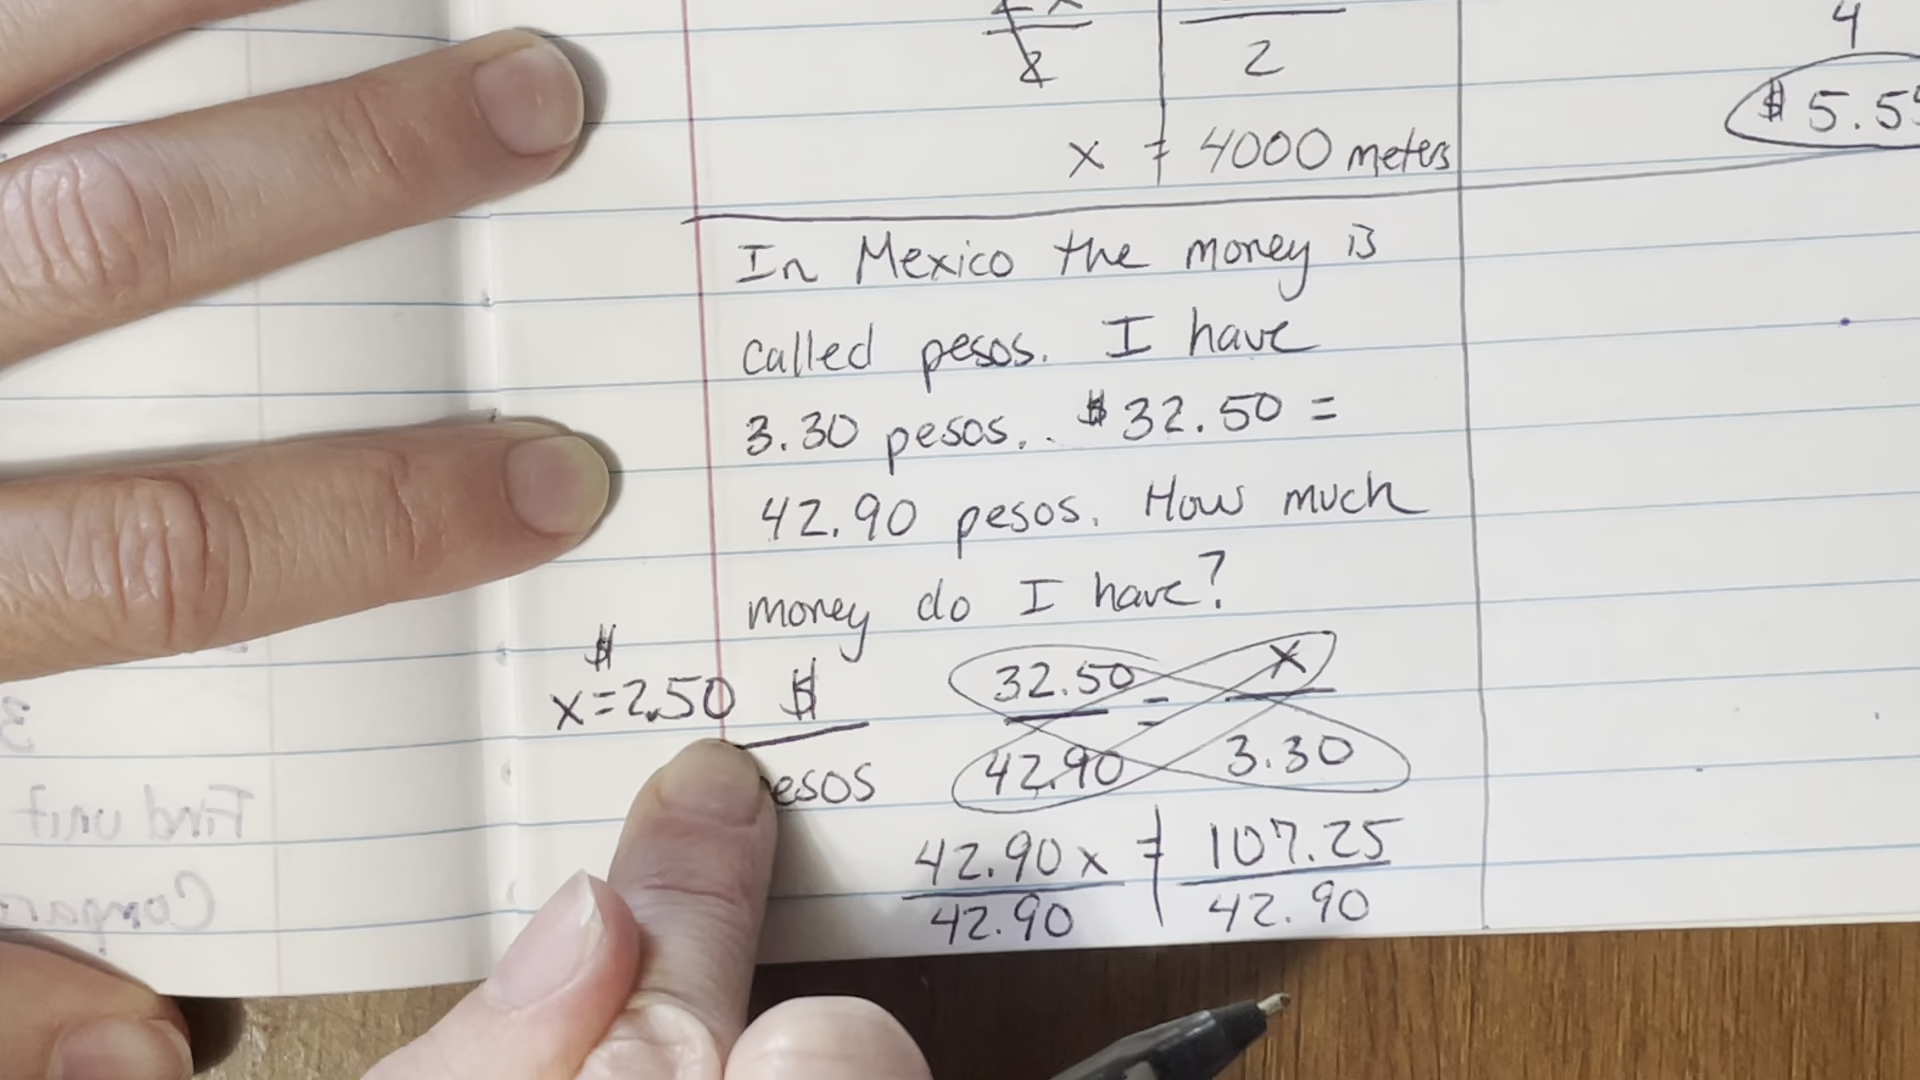 2
4
$ 5.5
x = 4000 meters
In Mexico the money is
called pesos. I have
3.30 pesos.. $32.50 =
42.90 pesos. How much
money do I have?
$
x=2.50 $
esos
32.50 = x
42.90 3.30
42.90x = 107.25
42.90 42.90
3
Find unit